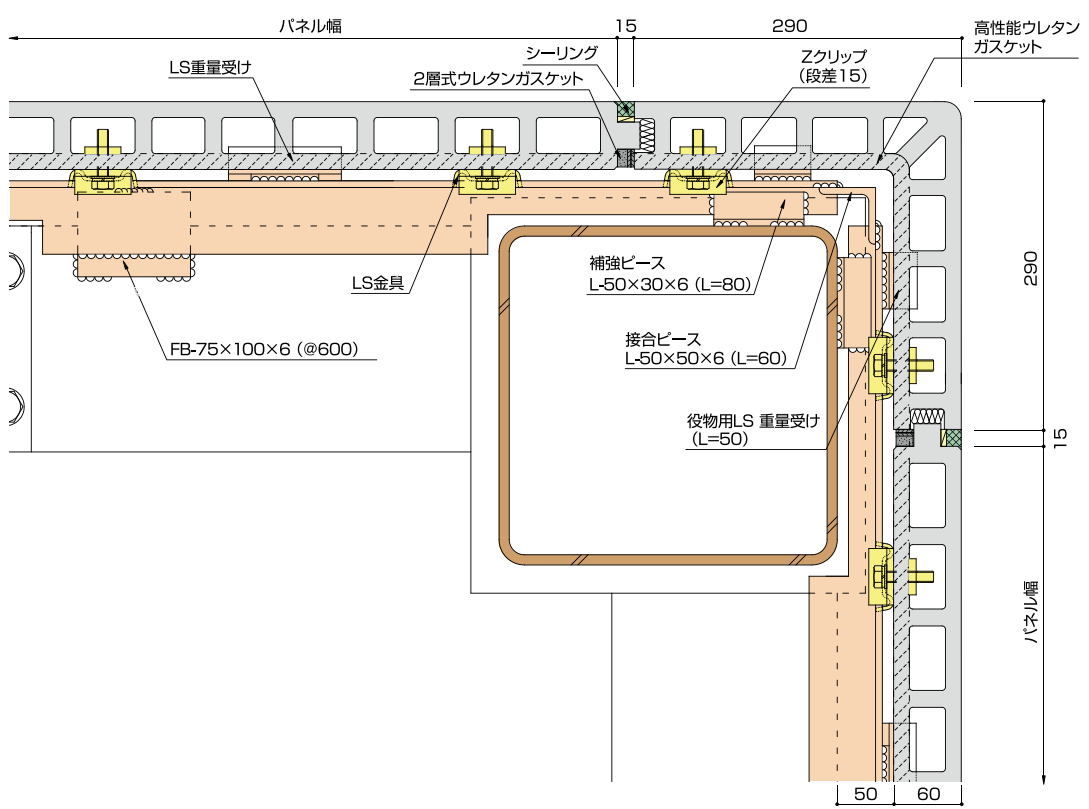 パネル幅
15
290
高性能ウレタン
ガスケット
シーリング
Zクリップ
(段差15)
LS重量受け
2層式ウレタンガスケット
290
補強ピース
L-50×30×6 (L=80)
LS金具
接合ピース
L-50×50×6 (L=60)
FB-75×100×6 (@600)
役物用LS 重量受け
(L=50)
15
パネル幅
50
60